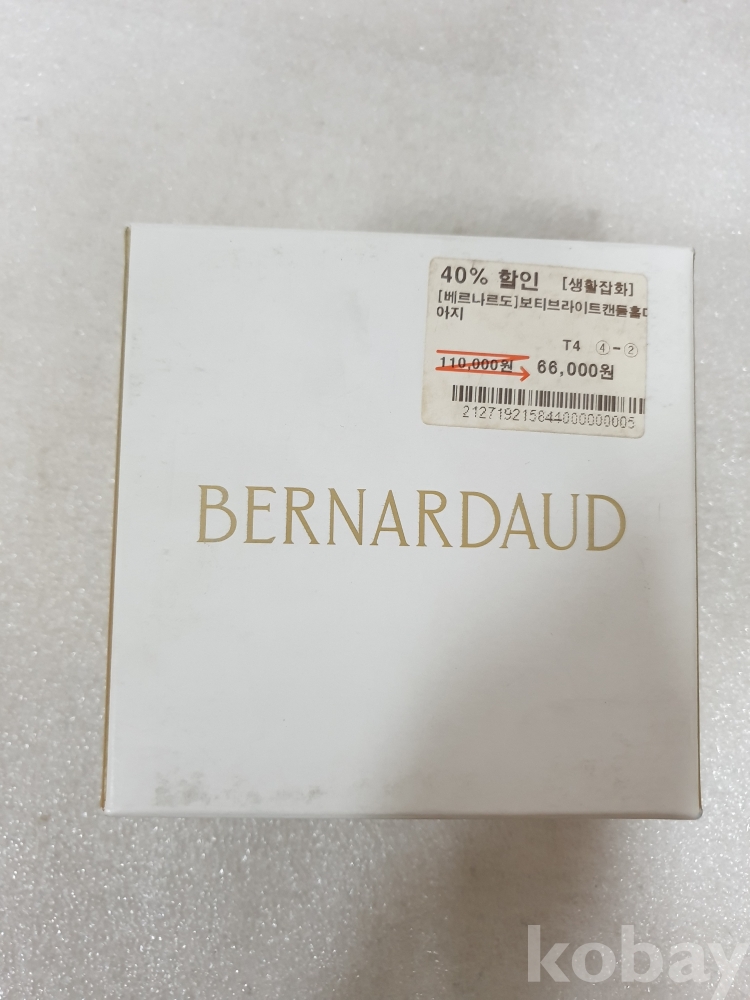 40% 할인 [생활잡화]
[베르나르도]보티브라이트캔들홀더
아지
T4 ④-②
110,000원 66,000원
212719215844000000005
BERNARDAUD
kobay